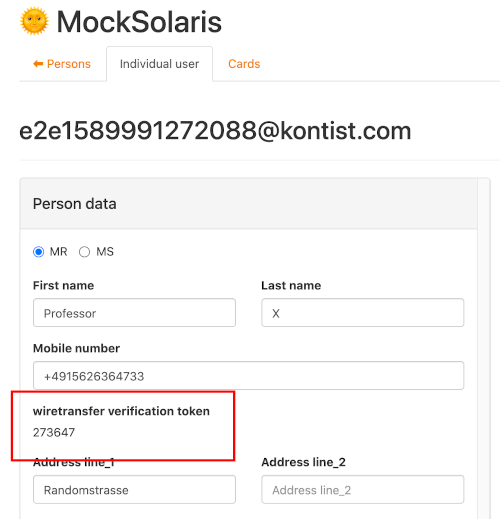 🌞 MockSolaris
⬅ Persons Individual user Cards
e2e1589991272088@kontist.com
Person data
MR MS
First name Last name
Professor X
Mobile number
+4915626364733
wiretransfer verification token
273647
Address line_1 Address line_2
Randomstrasse Address line_2